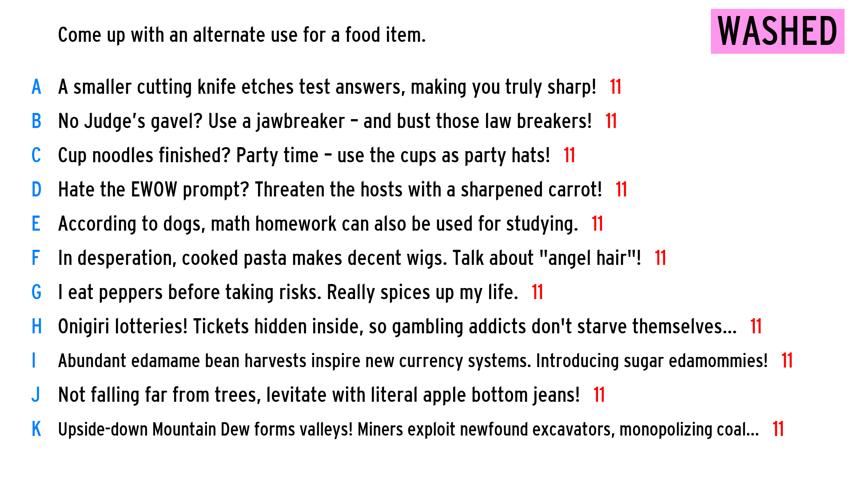 Come up with an alternate use for a food item.
WASHED
A A smaller cutting knife etches test answers, making you truly sharp! 11
B No Judge's gavel? Use a jawbreaker – and bust those law breakers! 11
C Cup noodles finished? Party time – use the cups as party hats! 11
D Hate the EWOW prompt? Threaten the hosts with a sharpened carrot! 11
E According to dogs, math homework can also be used for studying. 11
F In desperation, cooked pasta makes decent wigs. Talk about "angel hair"! 11
G I eat peppers before taking risks. Really spices up my life. 11
H Onigiri lotteries! Tickets hidden inside, so gambling addicts don't starve themselves... 11
I Abundant edamame bean harvests inspire new currency systems. Introducing sugar edamommies! 11
J Not falling far from trees, levitate with literal apple bottom jeans! 11
K Upside-down Mountain Dew forms valleys! Miners exploit newfound excavators, monopolizing coal... 11